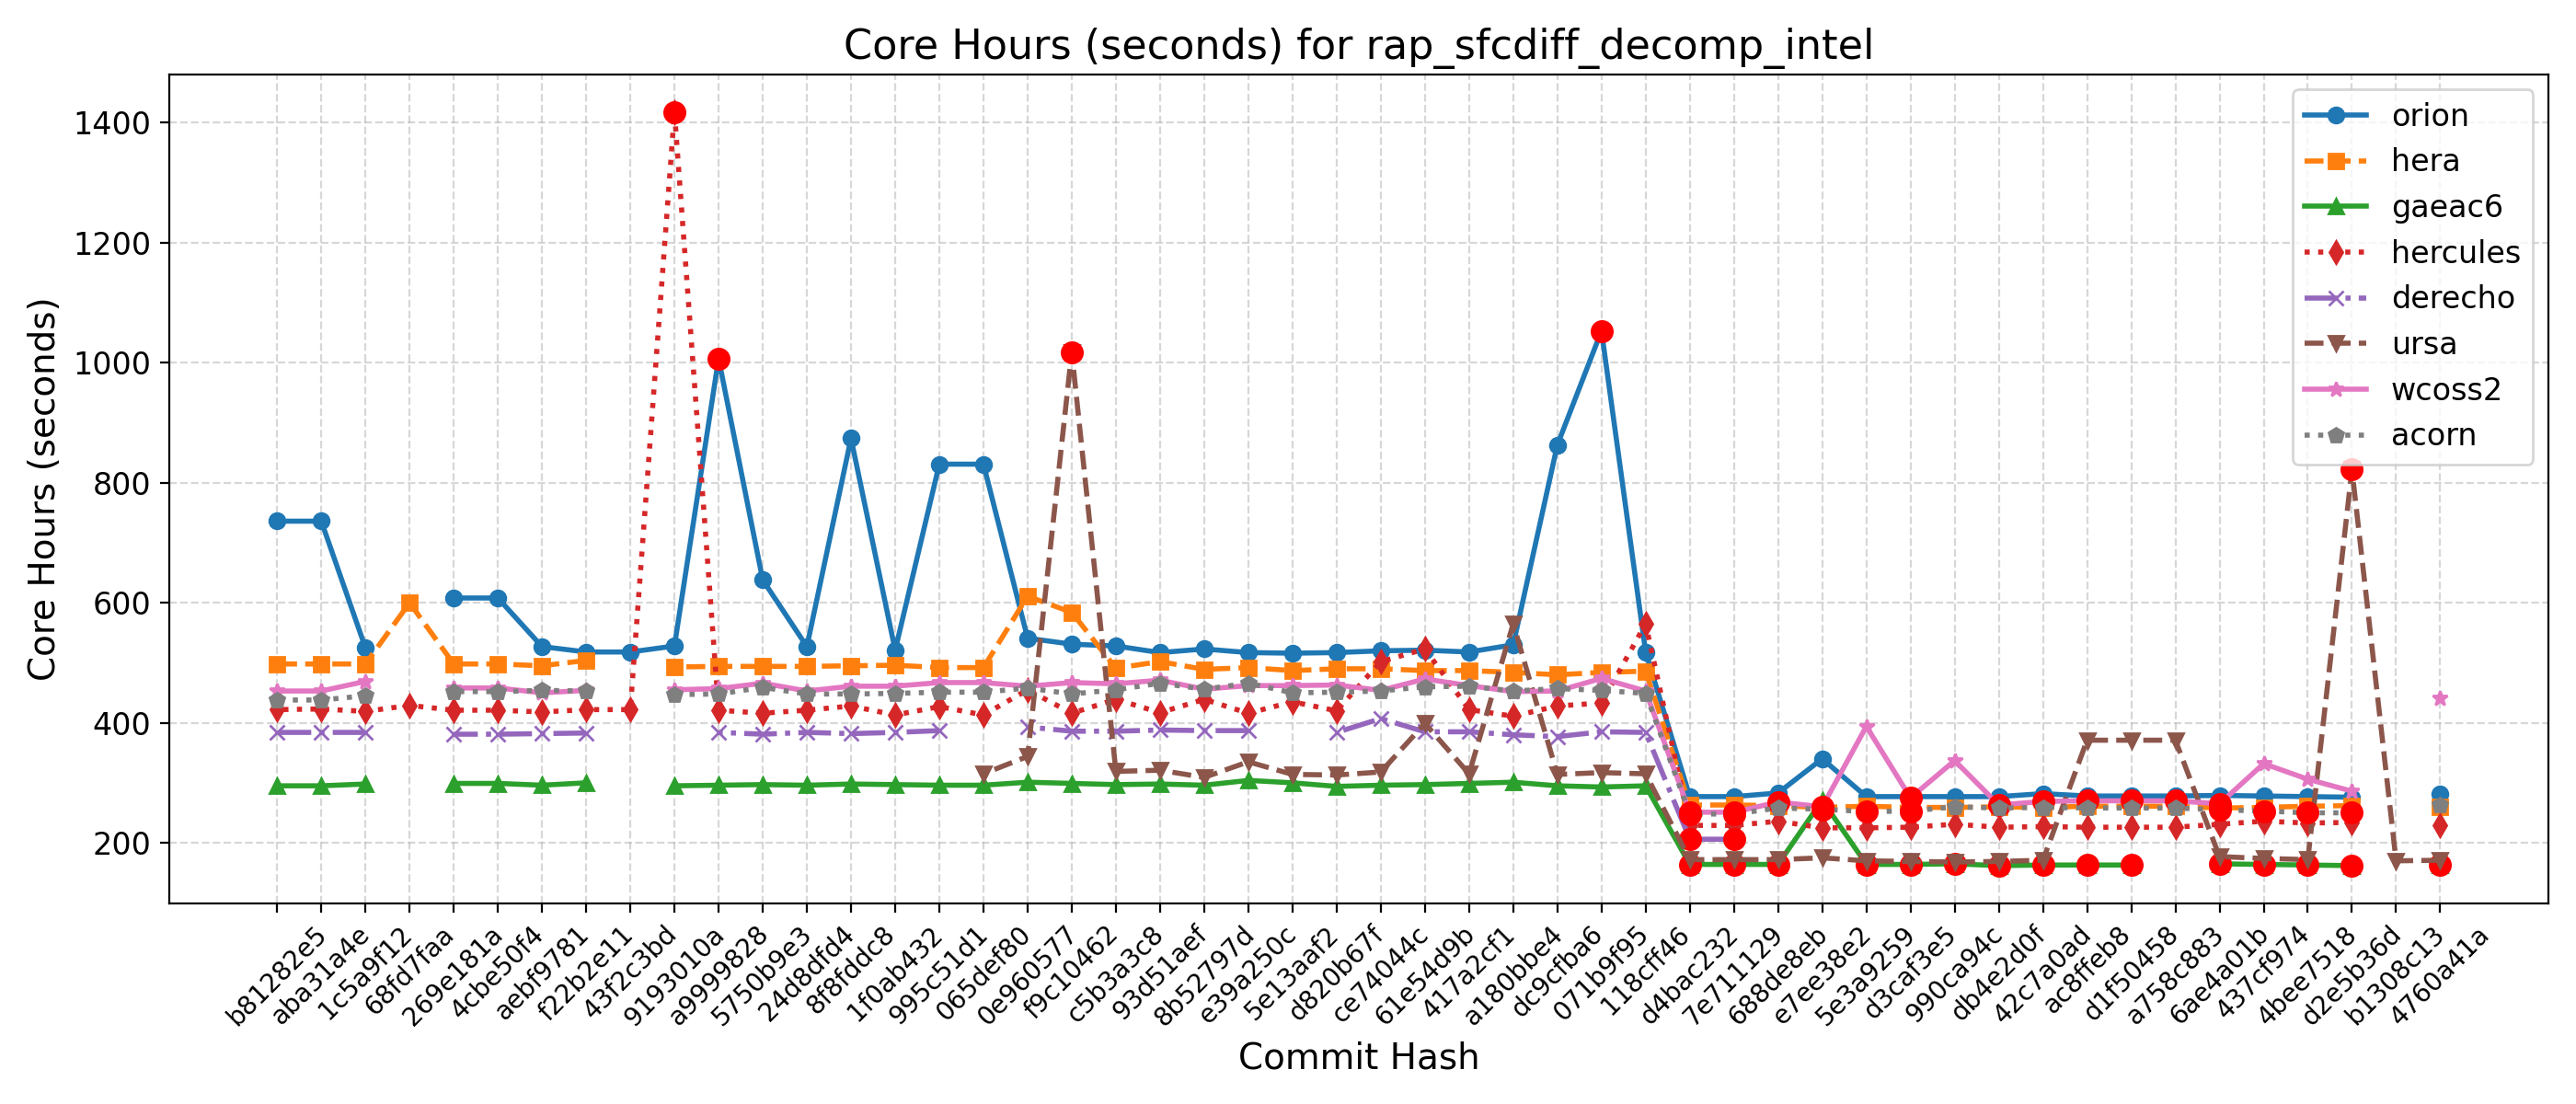 Core Hours (seconds) for rap_sfcdiff_decomp_intel
Core Hours (seconds)
1400
1200
1000
800
600
400
200
orion
hera
gaeac6
hercules
derecho
ursa
wcoss2
acorn
b81282e5
aba31a4e
1c5a9f12
68fd7faa
269e181a
4cbe50f4
aebf9781
f22b2e11
43f2c3bd
9193010a
a9999828
5750b9e3
24d8dfd4
8f8fddc8
1f0ab432
995c51d1
065def80
0e960577
f9c10462
c5b3a3c8
93d51aef
8b52797d
e39a250c
5e13aaf2
d820b67f
ce74044c
61e54d9b
417a2cf1
a180bbe4
dc9cfba6
071b9f95
118cff46
d4bac232
7e711129
688de8eb
e7ee38e2
5e3a9259
d3caf3e5
990ca94c
db4e2d0f
42c7a0ad
ac8ffeb8
d1f50458
a758c883
6ae4a01b
437cf974
4bee7518
d2e5b36d
b1308c13
4760a41a
Commit Hash